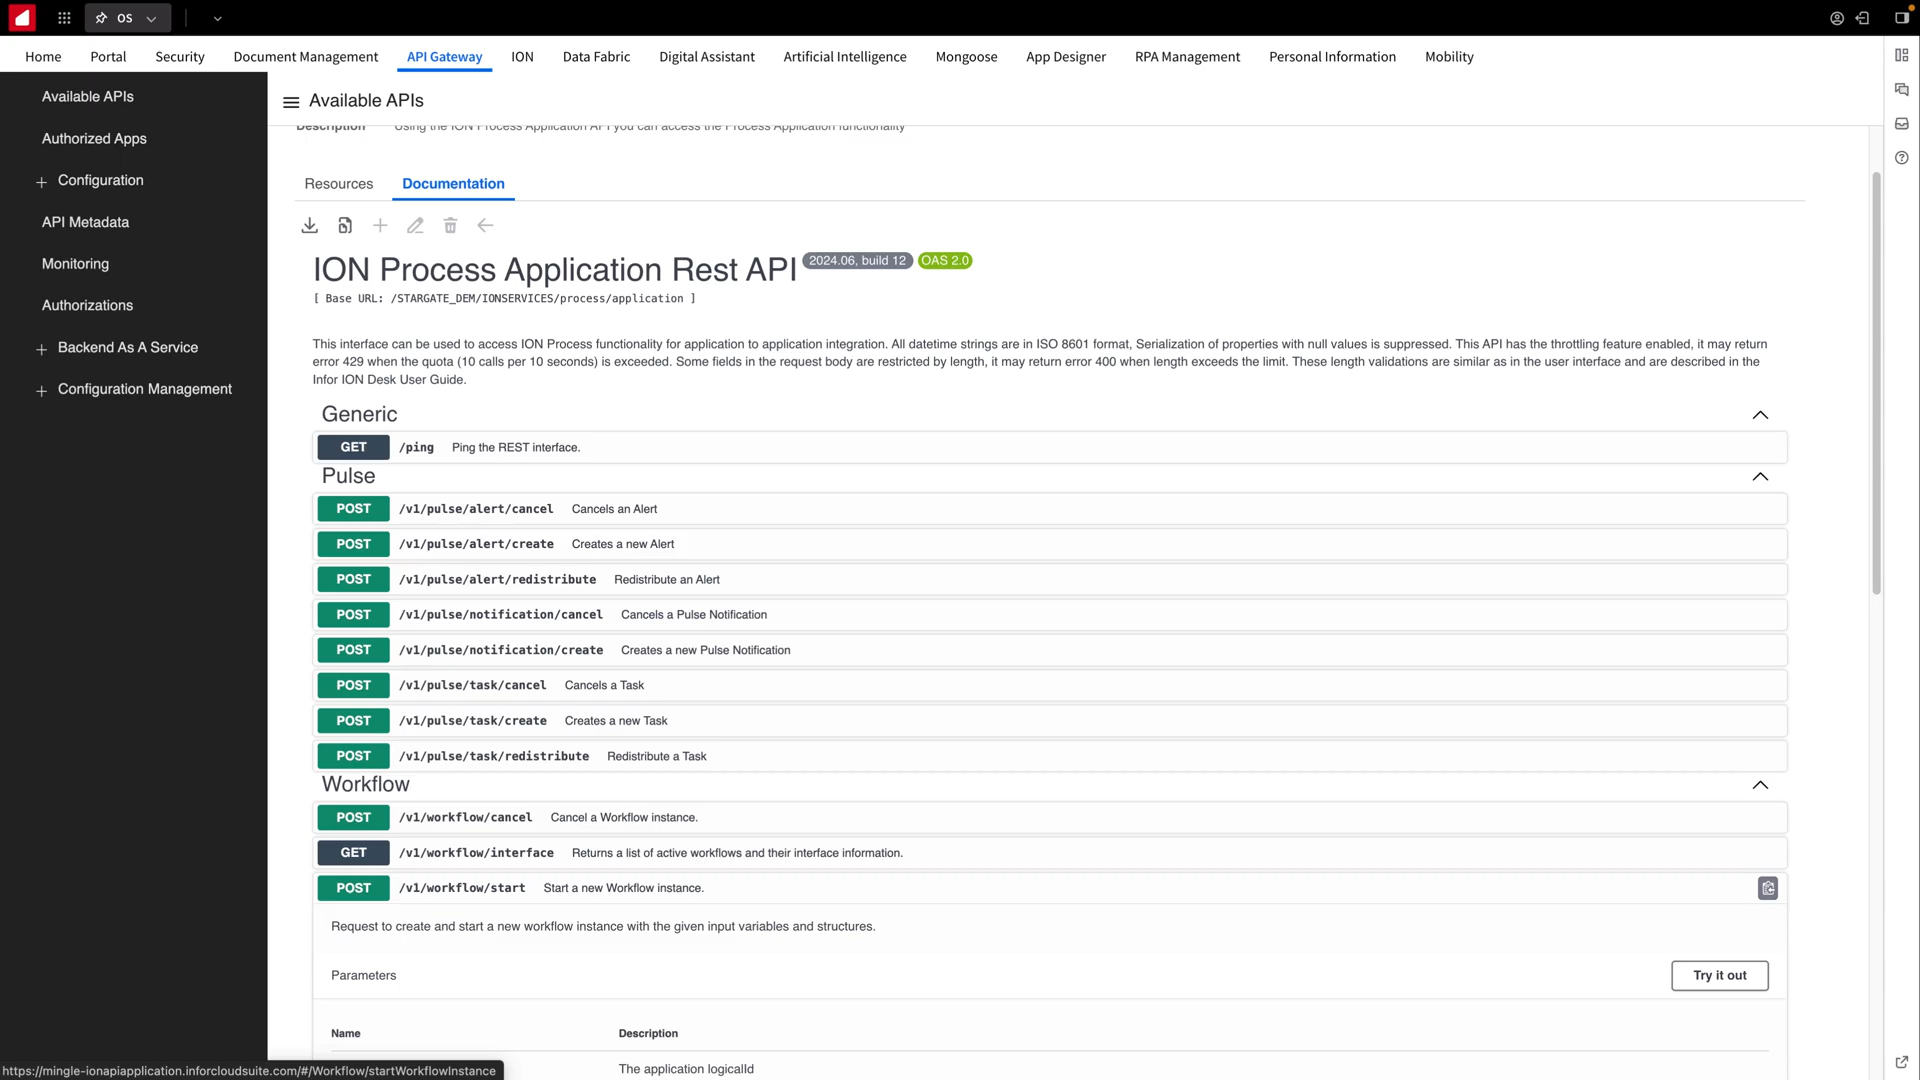 OS
Home Portal Security Document Management API Gateway ION Data Fabric Digital Assistant Artificial Intelligence Mongoose App Designer RPA Management Personal Information Mobility
Available APIs
Authorized Apps
Configuration
API Metadata
Monitoring
Authorizations
Backend As A Service
Configuration Management
Available APIs
Description Using the ION Process Application API you can access the Process Application functionality
Resources Documentation
ION Process Application Rest API 2024.06, build 12 OAS 2.0
[ Base URL: /STARGATE_DEM/IONSERVICES/process/application ]
This interface can be used to access ION Process functionality for application to application integration. All datetime strings are in ISO 8601 format, Serialization of properties with null values is suppressed. This API has the throttling feature enabled, it may return
error 429 when the quota (10 calls per 10 seconds) is exceeded. Some fields in the request body are restricted by length, it may return error 400 when length exceeds the limit. These length validations are similar as in the user interface and are described in the
Infor ION Desk User Guide.
Generic
GET /ping Ping the REST interface.
Pulse
POST /v1/pulse/alert/cancel Cancels an Alert
POST /v1/pulse/alert/create Creates a new Alert
POST /v1/pulse/alert/redistribute Redistribute an Alert
POST /v1/pulse/notification/cancel Cancels a Pulse Notification
POST /v1/pulse/notification/create Creates a new Pulse Notification
POST /v1/pulse/task/cancel Cancels a Task
POST /v1/pulse/task/create Creates a new Task
POST /v1/pulse/task/redistribute Redistribute a Task
Workflow
POST /v1/workflow/cancel Cancel a Workflow instance.
GET /v1/workflow/interface Returns a list of active workflows and their interface information.
POST /v1/workflow/start Start a new Workflow instance.
Request to create and start a new workflow instance with the given input variables and structures.
Parameters Try it out
Name Description
The application logicalId
https://mingle-ionapiapplication.inforcloudsuite.com/#/Workflow/startWorkflowInstance